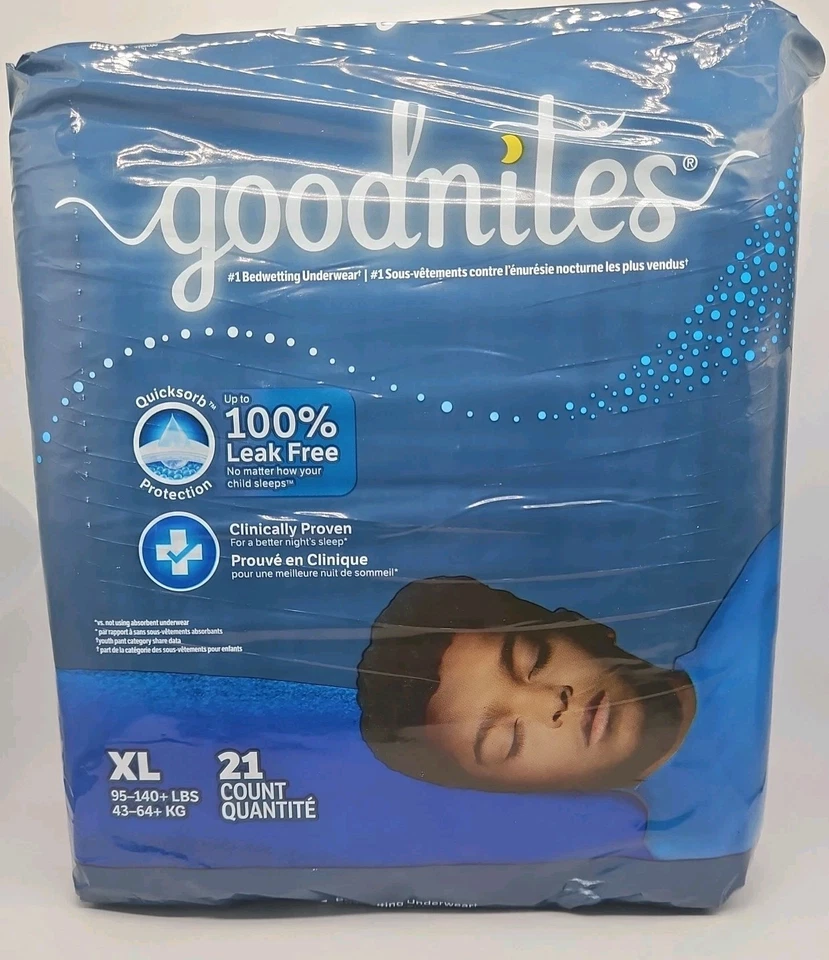 goodnites®
#1 Bedwetting Underwear† | #1 Sous-vêtements contre l'énurésie nocturne les plus vendus†
Quicksorb™
Protection
Up to
100%
Leak Free
No matter how your
child sleeps™
Clinically Proven
For a better night's sleep*
Prouvé en Clinique
pour une meilleure nuit de sommeil*
*vs. not using absorbent underwear
* par rapport à sans sous-vêtements absorbants
†youth pant category share data
† part de la catégorie des sous-vêtements pour enfants
XL
95–140+ LBS
43–64+ KG
21
COUNT
QUANTITÉ
Underwear†